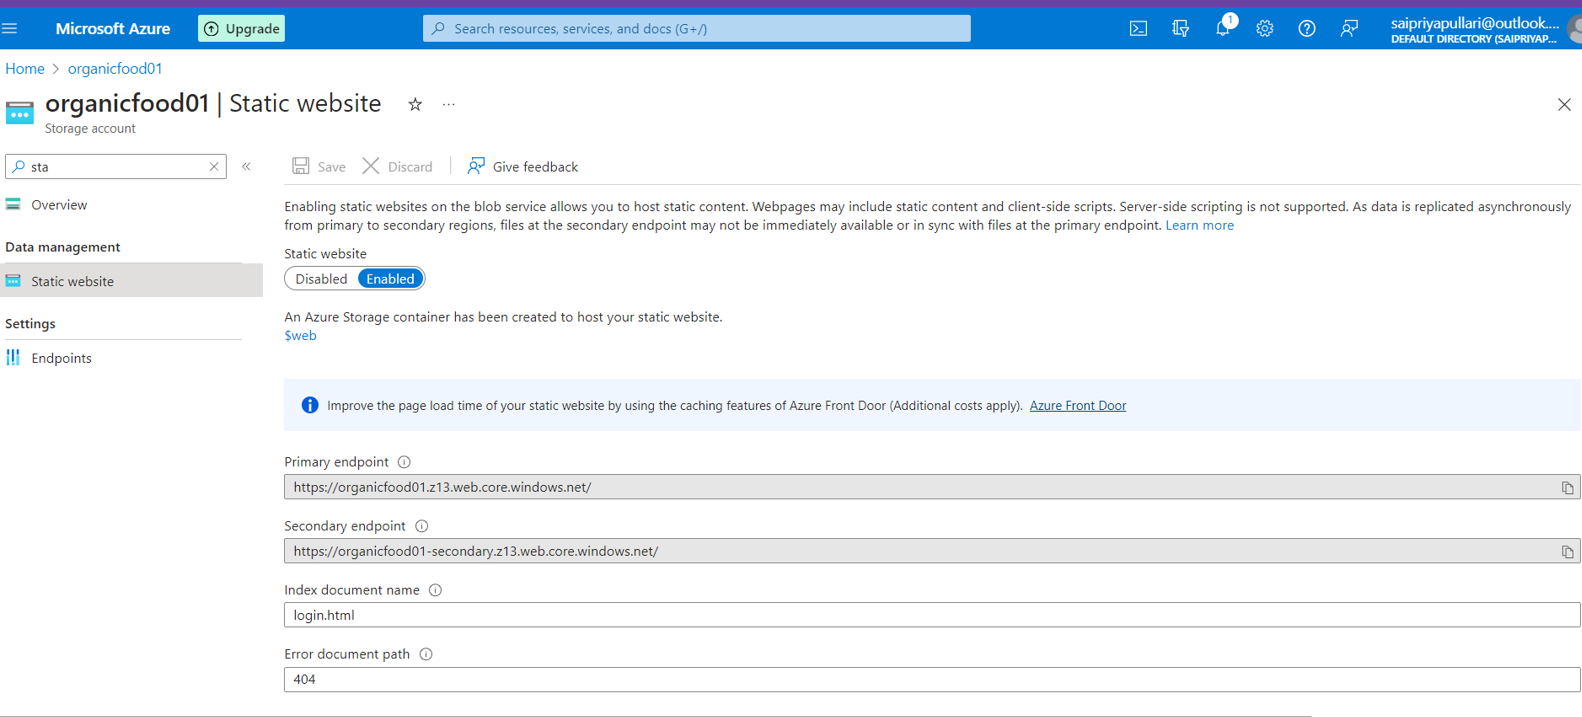 Microsoft Azure
Upgrade
Search resources, services, and docs (G+/)
1
saipriyapullari@outlook....
DEFAULT DIRECTORY (SAIPRIYAP...
Home > organicfood01
organicfood01 | Static website
Storage account
sta
Overview
Data management
Static website
Settings
Endpoints
Save
Discard
Give feedback
Enabling static websites on the blob service allows you to host static content. Webpages may include static content and client-side scripts. Server-side scripting is not supported. As data is replicated asynchronously
from primary to secondary regions, files at the secondary endpoint may not be immediately available or in sync with files at the primary endpoint. Learn more
Static website
Disabled Enabled
An Azure Storage container has been created to host your static website.
$web
Improve the page load time of your static website by using the caching features of Azure Front Door (Additional costs apply). Azure Front Door
Primary endpoint
https://organicfood01.z13.web.core.windows.net/
Secondary endpoint
https://organicfood01-secondary.z13.web.core.windows.net/
Index document name
login.html
Error document path
404